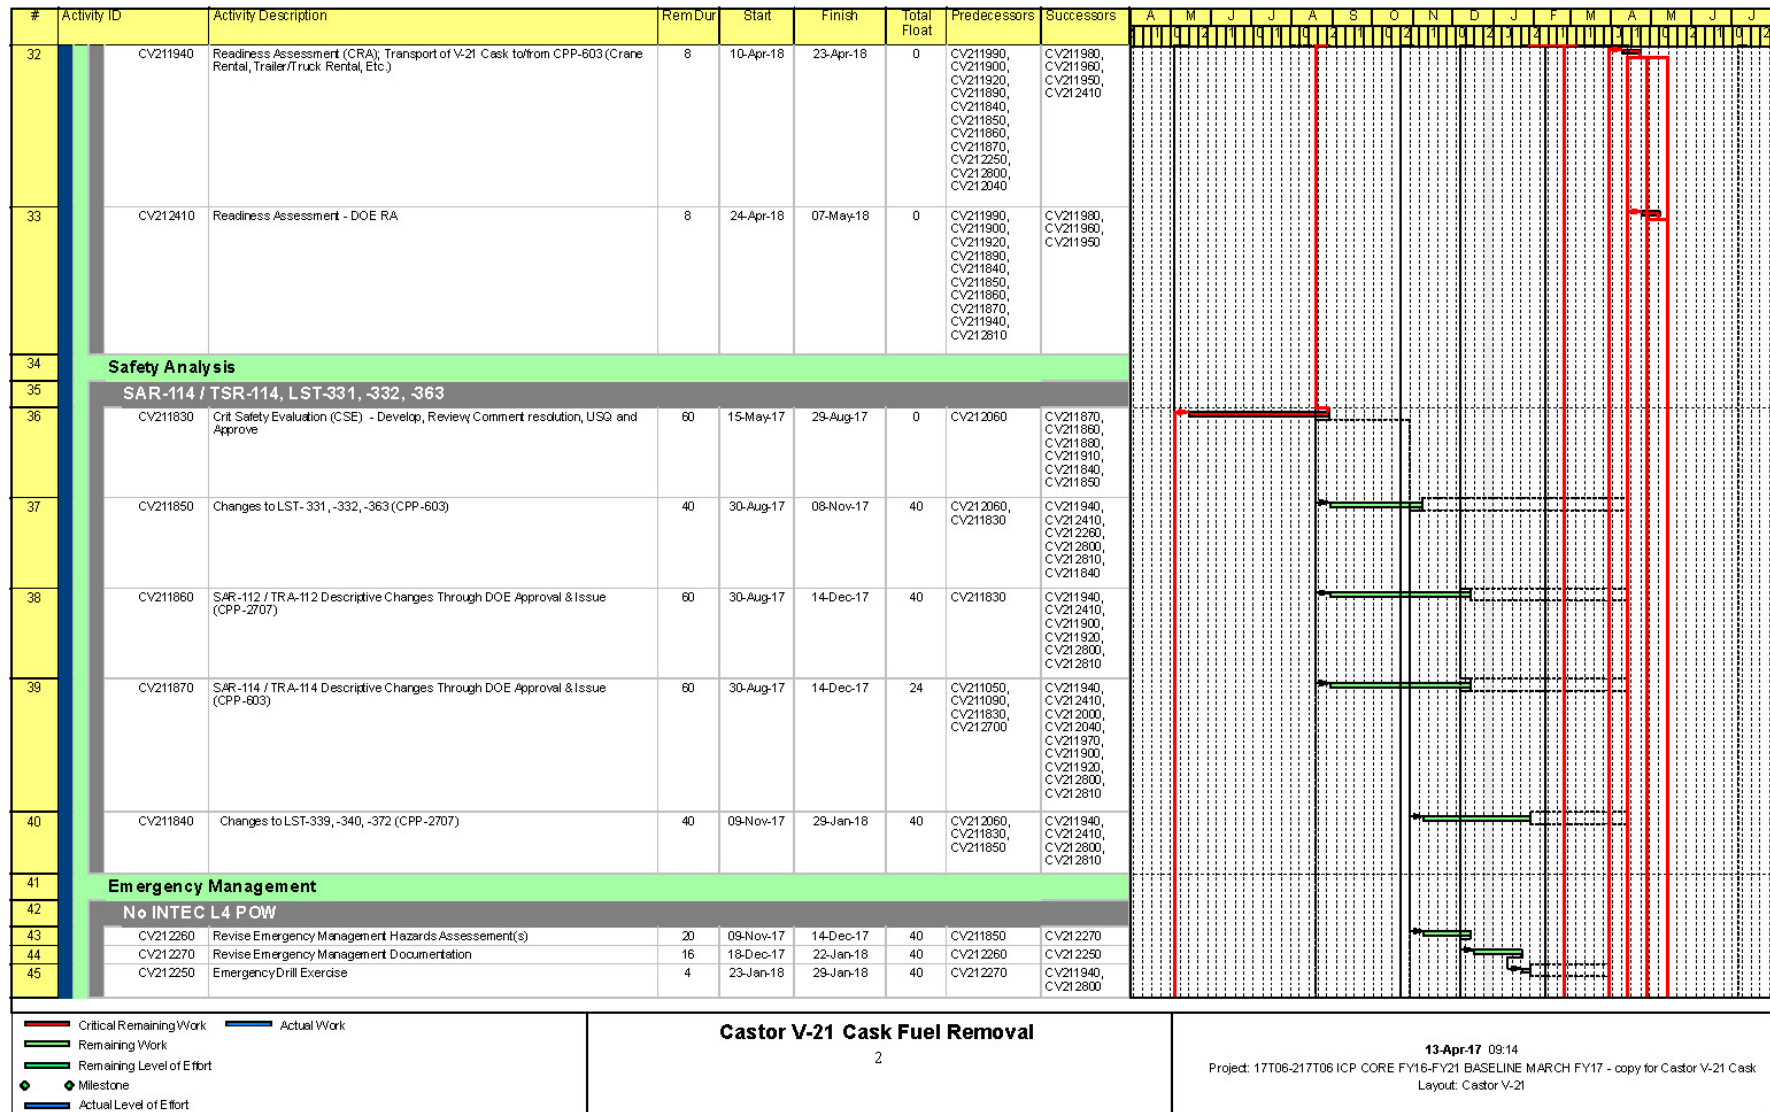 # Activity ID Activity Description Rem Dur Start Finish Total Float Predecessors Successors A M J J A S O N D J F M A M J J
32 CV211940 Readiness Assessment (CRA); Transport of V-21 Cask to/from CPP-603 (Crane 8 10-Apr-18 23-Apr-18 0 CV211990, CV211980,
Rental, Trailer/Truck Rental, Etc.) CV211900, CV211960,
CV211920, CV211950,
CV211890, CV212410
CV211840,
CV211850,
CV211860,
CV211870,
CV212250,
CV212800,
CV212040
33 CV212410 Readiness Assessment - DOE RA 8 24-Apr-18 07-May-18 0 CV211990, CV211980,
CV211900, CV211960,
CV211920, CV211950
CV211890,
CV211840,
CV211850,
CV211860,
CV211870,
CV211940,
CV212810
34 Safety Analysis
35 SAR-114 / TSR-114, LST-331, -332, -363
36 CV211830 Crit Safety Evaluation (CSE) - Develop, Review, Comment resolution, USQ and 60 15-May-17 29-Aug-17 0 CV212060 CV211870,
Approve CV211860,
CV211880,
CV211910,
CV211840,
CV211850
37 CV211850 Changes to LST- 331, -332, -363 (CPP-603) 40 30-Aug-17 08-Nov-17 40 CV212060, CV211940,
CV211830 CV212410,
CV212260,
CV212800,
CV212810,
CV211840
38 CV211860 SAR-112 / TRA-112 Descriptive Changes Through DOE Approval & Issue 60 30-Aug-17 14-Dec-17 40 CV211830 CV211940,
(CPP-2707) CV212410,
CV211900,
CV211920,
CV212800,
CV212810
39 CV211870 SAR-114 / TRA-114 Descriptive Changes Through DOE Approval & Issue 60 30-Aug-17 14-Dec-17 24 CV211050, CV211940,
(CPP-603) CV211090, CV212410,
CV211830, CV212000,
CV212700 CV212040,
CV211970,
CV211900,
CV211920,
CV212800,
CV212810
40 CV211840 Changes to LST-339, -340, -372 (CPP-2707) 40 09-Nov-17 29-Jan-18 40 CV212060, CV211940,
CV211830, CV212410,
CV211850 CV212800,
CV212810
41 Emergency Management
42 No INTEC L4 POW
43 CV212260 Revise Emergency Management Hazards Assessement(s) 20 09-Nov-17 14-Dec-17 40 CV211850 CV212270
44 CV212270 Revise Emergency Management Documentation 16 18-Dec-17 22-Jan-18 40 CV212260 CV212250
45 CV212250 Emergency Drill Exercise 4 23-Jan-18 29-Jan-18 40 CV212270 CV211940,
CV212800
Critical Remaining Work Actual Work
Remaining Work
Remaining Level of Effort
Milestone
Actual Level of Effort
Castor V-21 Cask Fuel Removal
2
13-Apr-17 09:14
Project: 17T06-217T06 ICP CORE FY16-FY21 BASELINE MARCH FY17 - copy for Castor V-21 Cask
Layout: Castor V-21